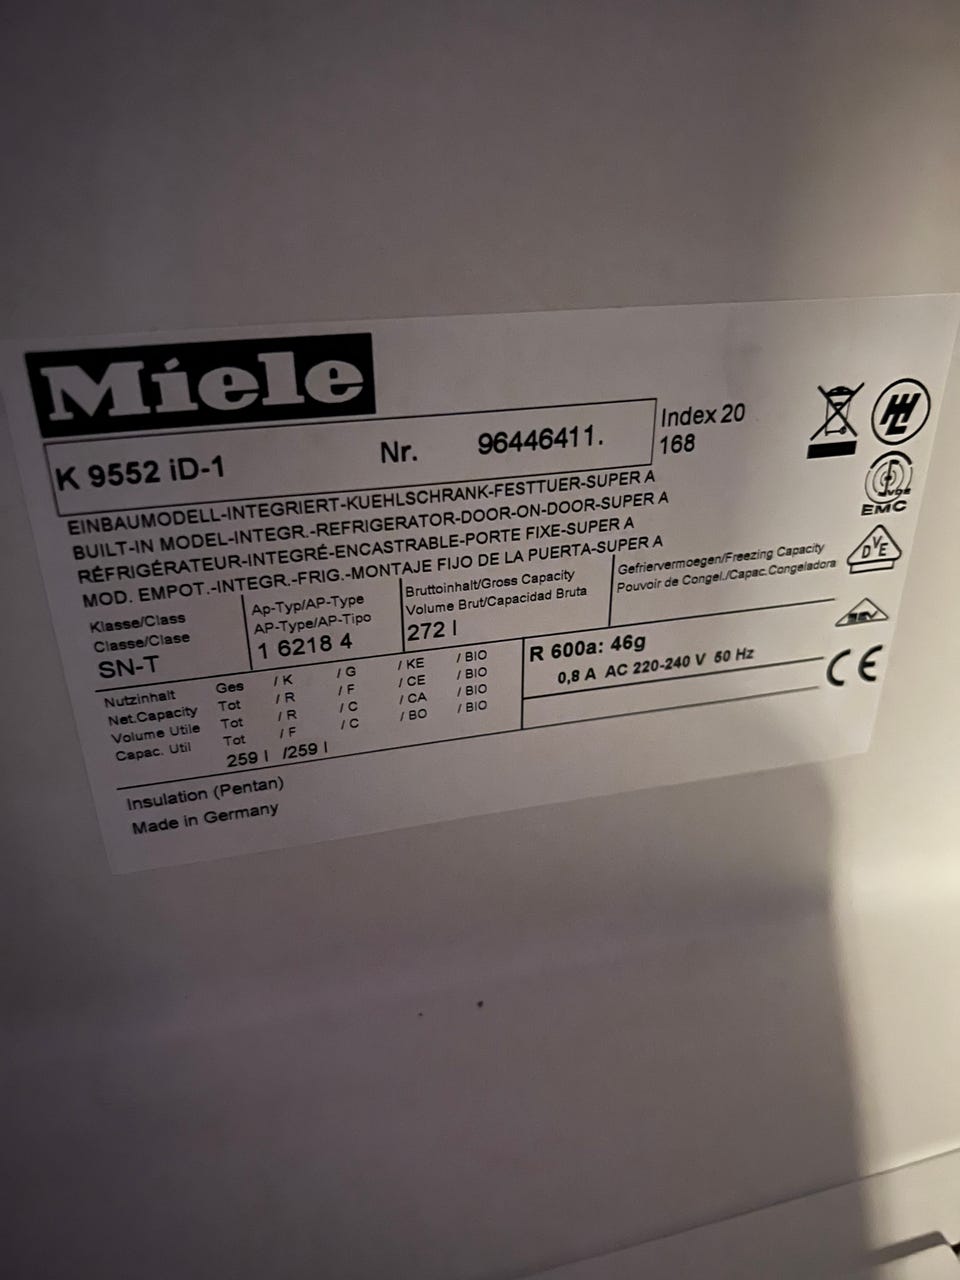 Miele
K 9552 iD-1 Nr. 96446411. Index 20
168
EINBAUMODELL-INTEGRIERT-KUEHLSCHRANK-FESTTUER-SUPER A
BUILT-IN MODEL-INTEGR.-REFRIGERATOR-DOOR-ON-DOOR-SUPER A
RÉFRIGÉRATEUR-INTEGRÉ-ENCASTRABLE-PORTE FIXE-SUPER A
MOD. EMPOT.-INTEGR.-FRIG.-MONTAJE FIJO DE LA PUERTA-SUPER A
Klasse/Class
Classe/Clase
SN-T
Ap-Typ/AP-Type
AP-Type/AP-Tipo
1 6218 4
Bruttoinhalt/Gross Capacity
Volume Brut/Capacidad Bruta
272 l
Gefriervermoegen/Freezing Capacity
Pouvoir de Congel./Capac.Congeladora
Nutzinhalt Ges / K / G / KE / BIO
Net.Capacity Tot / R / F / CE / BIO
Volume Utile Tot / R / C / CA / BIO
Capac. Util Tot / F / C / BO / BIO
259 l /259 l
R 600a: 46g
0,8 A AC 220-240 V 50 Hz
Insulation (Pentan)
Made in Germany
VDE
EMC
DVE
CE